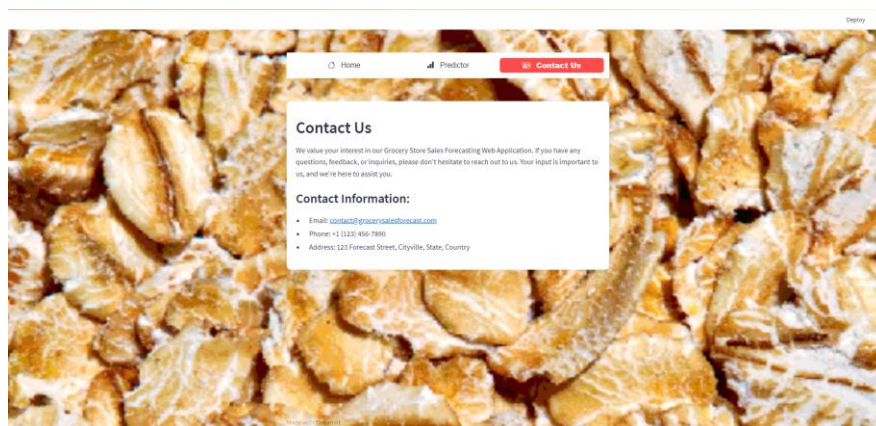 Deploy
Home
Predictor
Contact Us
Contact Us
We value your interest in our Grocery Store Sales Forecasting Web Application. If you have any
questions, feedback, or inquiries, please don't hesitate to reach out to us. Your input is important to
us, and we're here to assist you.
Contact Information:
• Email: contact@grocerysalesforecast.com
• Phone: +1 (123) 456-7890
• Address: 123 Forecast Street, Cityville, State, Country